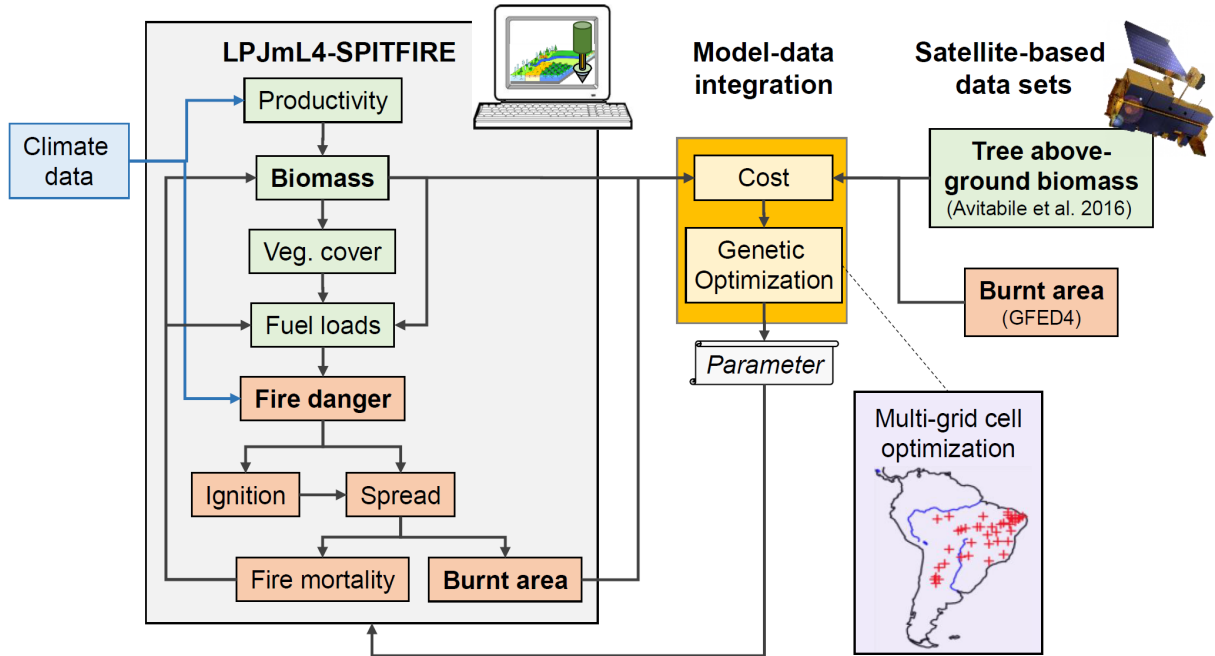 LPJmL4-SPITFIRE
Productivity
Climate
data
Biomass
Veg. cover
Fuel loads
Fire danger
Ignition
Spread
Fire mortality
Burnt area
Model-data
integration
Cost
Genetic
Optimization
Parameter
Satellite-based
data sets
Tree above-
ground biomass
(Avitabile et al. 2016)
Burnt area
(GFED4)
Multi-grid cell
optimization